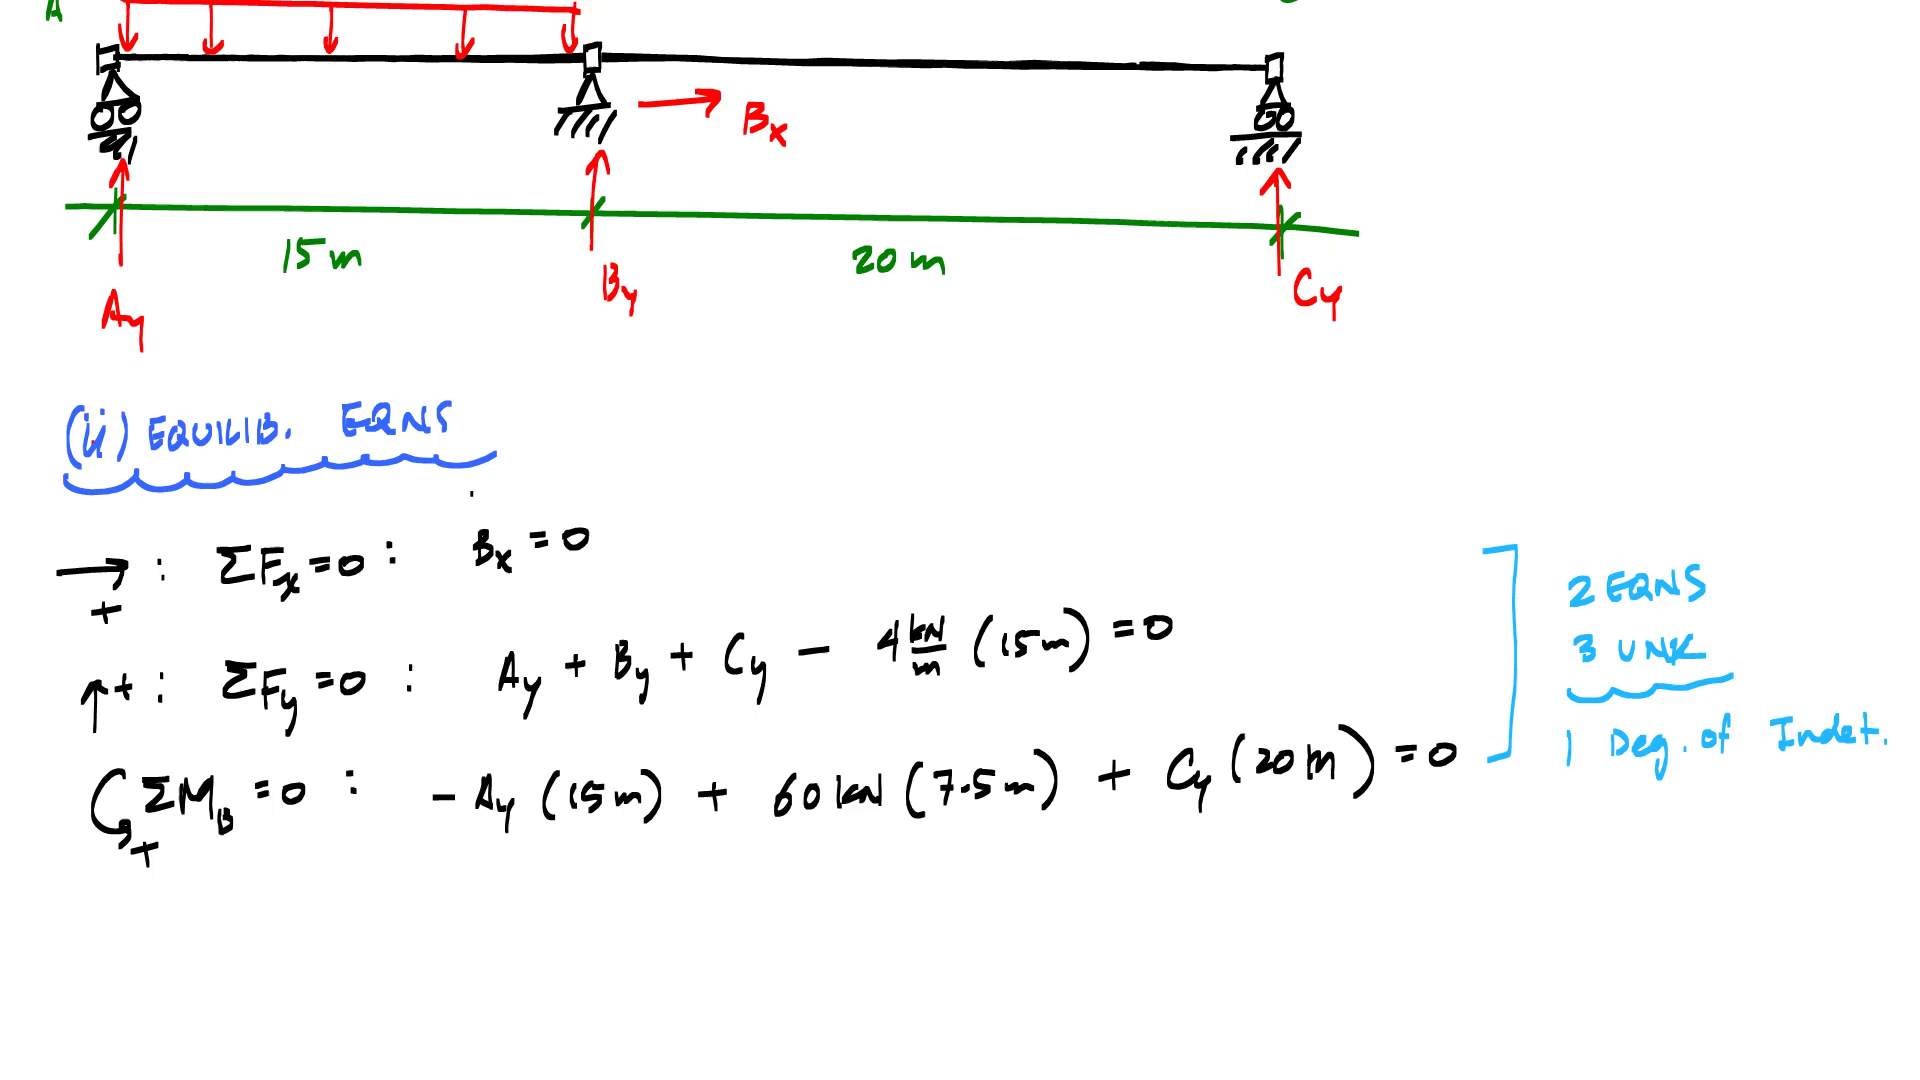 A
Bx
15 m
20 m
Ay
By
Cy
(ii) EQUILIB. EQNS
→+ : ΣFx = 0 : Bx = 0
↑+ : ΣFy = 0 : Ay + By + Cy − 4 kN/m (15 m) = 0
↺+ ΣMB = 0 : − Ay (15 m) + 60 kN (7.5 m) + Cy (20 m) = 0
2 EQNS
3 UNK
1 Deg. of Indet.